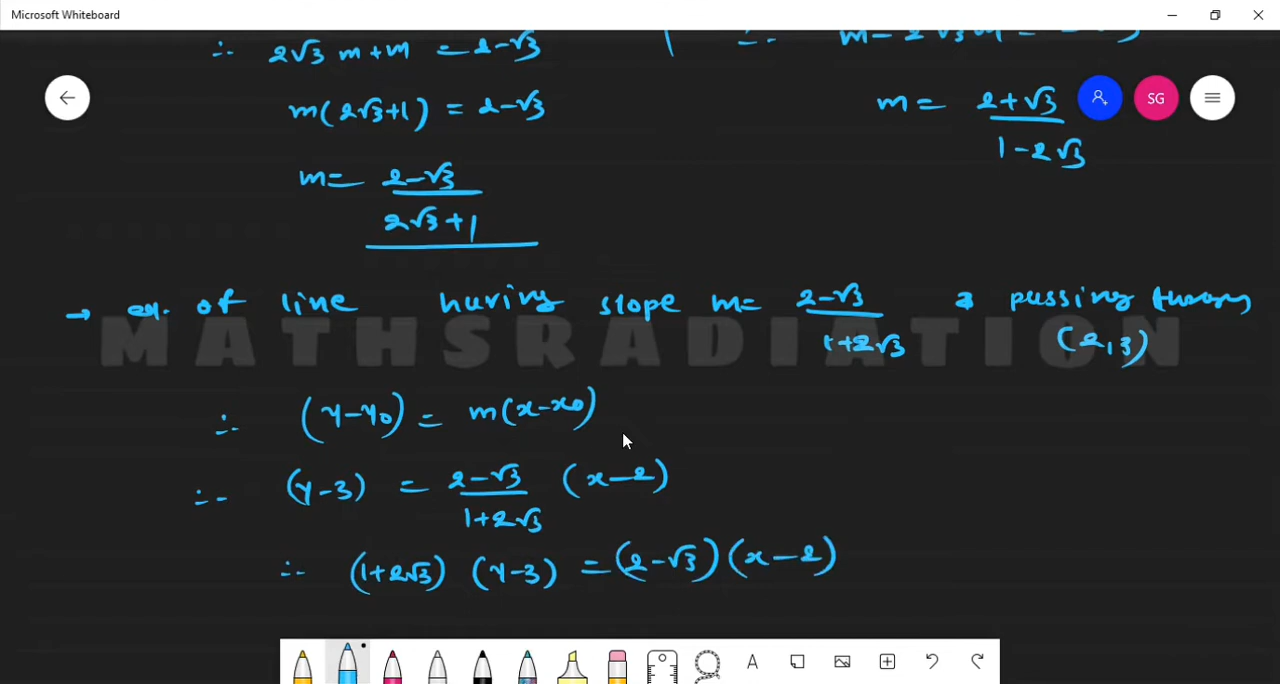 Microsoft Whiteboard
∴ 2√3 m + m = 2-√3
m(2√3+1) = 2-√3
m = 2-√3 / 2√3+1
m = 2+√3 / 1-2√3
SG
→ eq. of line having slope m = 2-√3 / 1+2√3 & passing (2,3)
MATHSRADIATION
∴ (y-y0) = m(x-x0)
∴ (y-3) = 2-√3 / 1+2√3 (x-2)
∴ (1+2√3) (y-3) = (2-√3)(x-2)
A